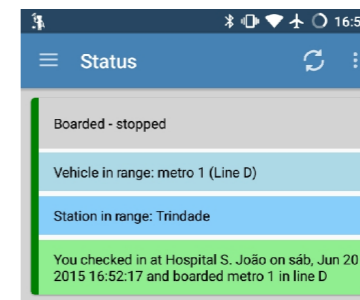 16:5
Status
Boarded - stopped
Vehicle in range: metro 1 (Line D)
Station in range: Trindade
You checked in at Hospital S. João on sáb, Jun 20
2015 16:52:17 and boarded metro 1 in line D